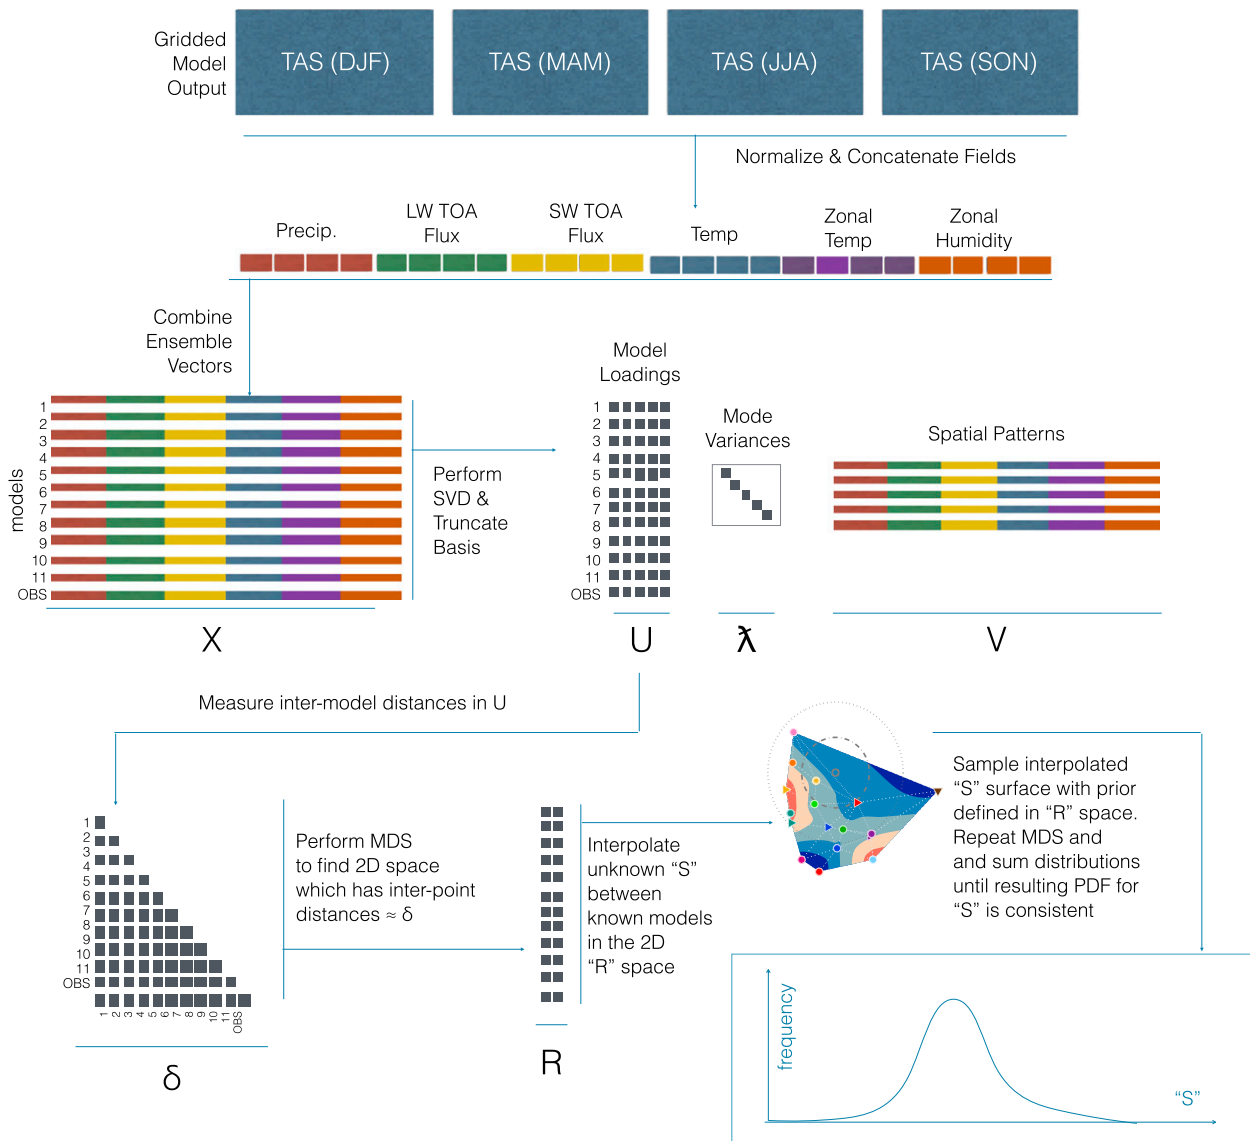 Gridded
Model
Output
TAS (DJF)
TAS (MAM)
TAS (JJA)
TAS (SON)
Normalize & Concatenate Fields
Precip.
LW TOA
Flux
SW TOA
Flux
Temp
Zonal
Temp
Zonal
Humidity
Combine
Ensemble
Vectors
models
1
2
3
4
5
6
7
8
9
10
11
OBS
X
Perform
SVD &
Truncate
Basis
Model
Loadings
1
2
3
4
5
6
7
8
9
10
11
OBS
U
Mode
Variances
ƛ
Spatial Patterns
V
Measure inter-model distances in U
1
2
3
4
5
6
7
8
9
10
11
OBS
1
2
3
4
5
6
7
8
9
10
11
OBS
δ
Perform MDS
to find 2D space
which has inter-point
distances ≈ δ
R
Interpolate
unknown “S”
between
known models
in the 2D
“R” space
Sample interpolated
“S” surface with prior
defined in “R” space.
Repeat MDS and
and sum distributions
until resulting PDF for
“S” is consistent
frequency
“S”